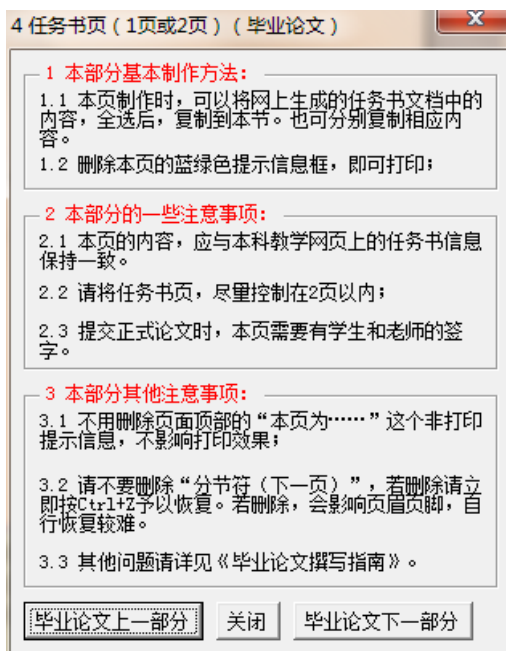 4 任务书页（1页或2页）（毕业论文）
1 本部分基本制作方法：
1.1 本页制作时，可以将网上生成的任务书文档中的
内容，全选后，复制到本节。也可分别复制相应内
容。
1.2 删除本页的蓝绿色提示信息框，即可打印；
2 本部分的一些注意事项：
2.1 本页的内容，应与本科教学网页上的任务书信息
保持一致。
2.2 请将任务书页，尽量控制在2页以内；
2.3 提交正式论文时，本页需要有学生和老师的签
字。
3 本部分其他注意事项：
3.1 不用删除页面顶部的“本页为……”这个非打印
提示信息，不影响打印效果；
3.2 请不要删除“分节符（下一页）”，若删除请立
即按Ctrl+Z予以恢复。若删除，会影响页眉页脚，自
行恢复较难。
3.3 其他问题请详见《毕业论文撰写指南》。
毕业论文上一部分 关闭 毕业论文下一部分